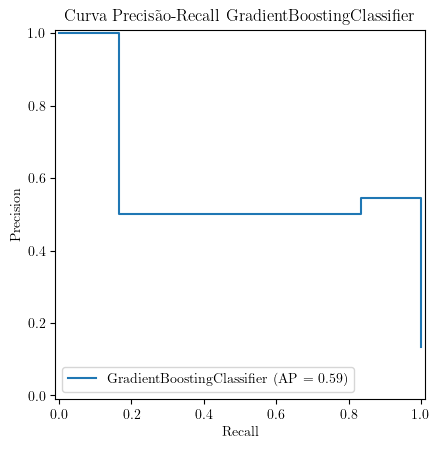 Curva Precisão-Recall GradientBoostingClassifier
1.0
0.8
0.6
0.4
0.2
0.0
Precision
GradientBoostingClassifier (AP = 0.59)
0.0 0.2 0.4 0.6 0.8 1.0
Recall